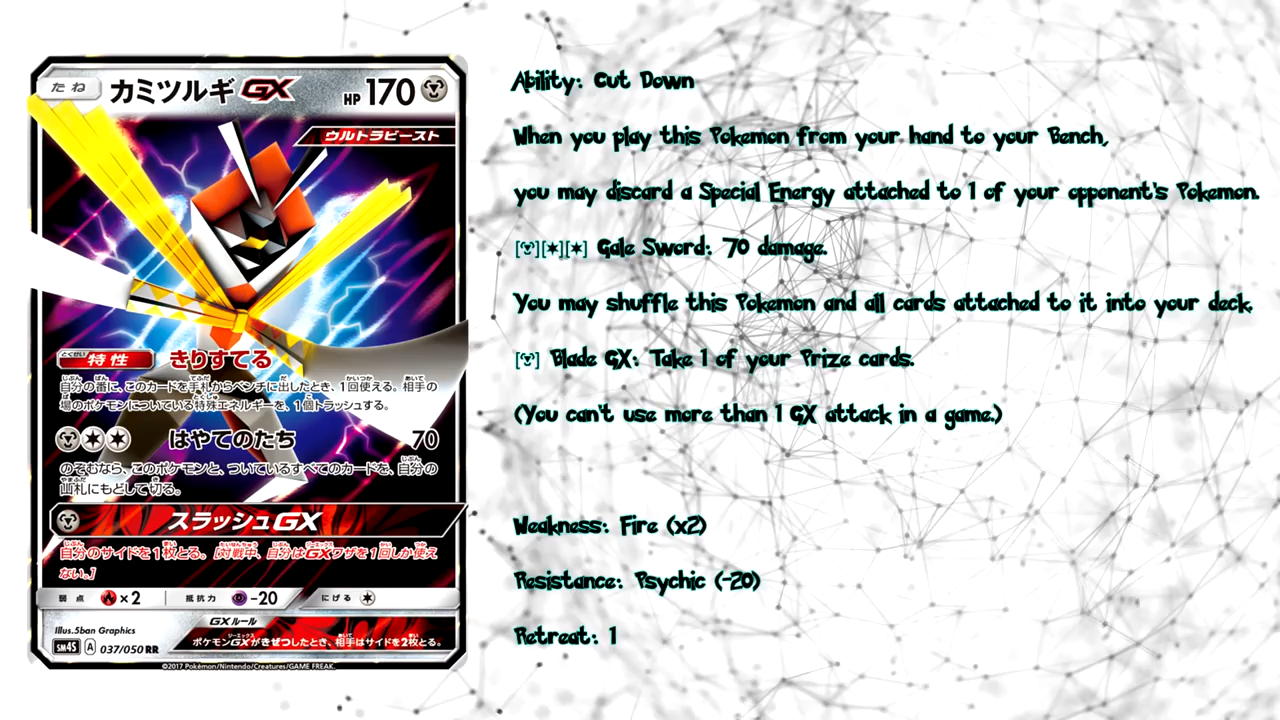 たね カミツルギGX HP170
ウルトラビースト
とくせい 特性 きりすてる
自分の番に、このカードを手札からベンチに出したとき、1回使える。相手の
場のポケモンについている特殊エネルギーを、1個トラッシュする。
はやてのたち 70
のぞむなら、このポケモンと、ついているすべてのカードを、自分の
山札にもどして切る。
スラッシュGX
自分のサイドを1枚とる。[対戦中、自分はGXワザを1回しか使え
ない。]
弱点 ×2 抵抗力 -20 にげる
GXルール
ポケモンGXがきぜつしたとき、相手はサイドを2枚とる。
Illus.5ban Graphics
SM4S A 037/050 RR
©2017 Pokémon/Nintendo/Creatures/GAME FREAK.
Ability: Cut Down
When you play this Pokemon from your hand to your Bench,
you may discard a Special Energy attached to 1 of your opponent's Pokemon.
[][✶][✶] Gale Sword: 70 damage.
You may shuffle this Pokemon and all cards attached to it into your deck.
[] Blade GX: Take 1 of your Prize cards.
(You can't use more than 1 GX attack in a game.)
Weakness: Fire (x2)
Resistance: Psychic (-20)
Retreat: 1